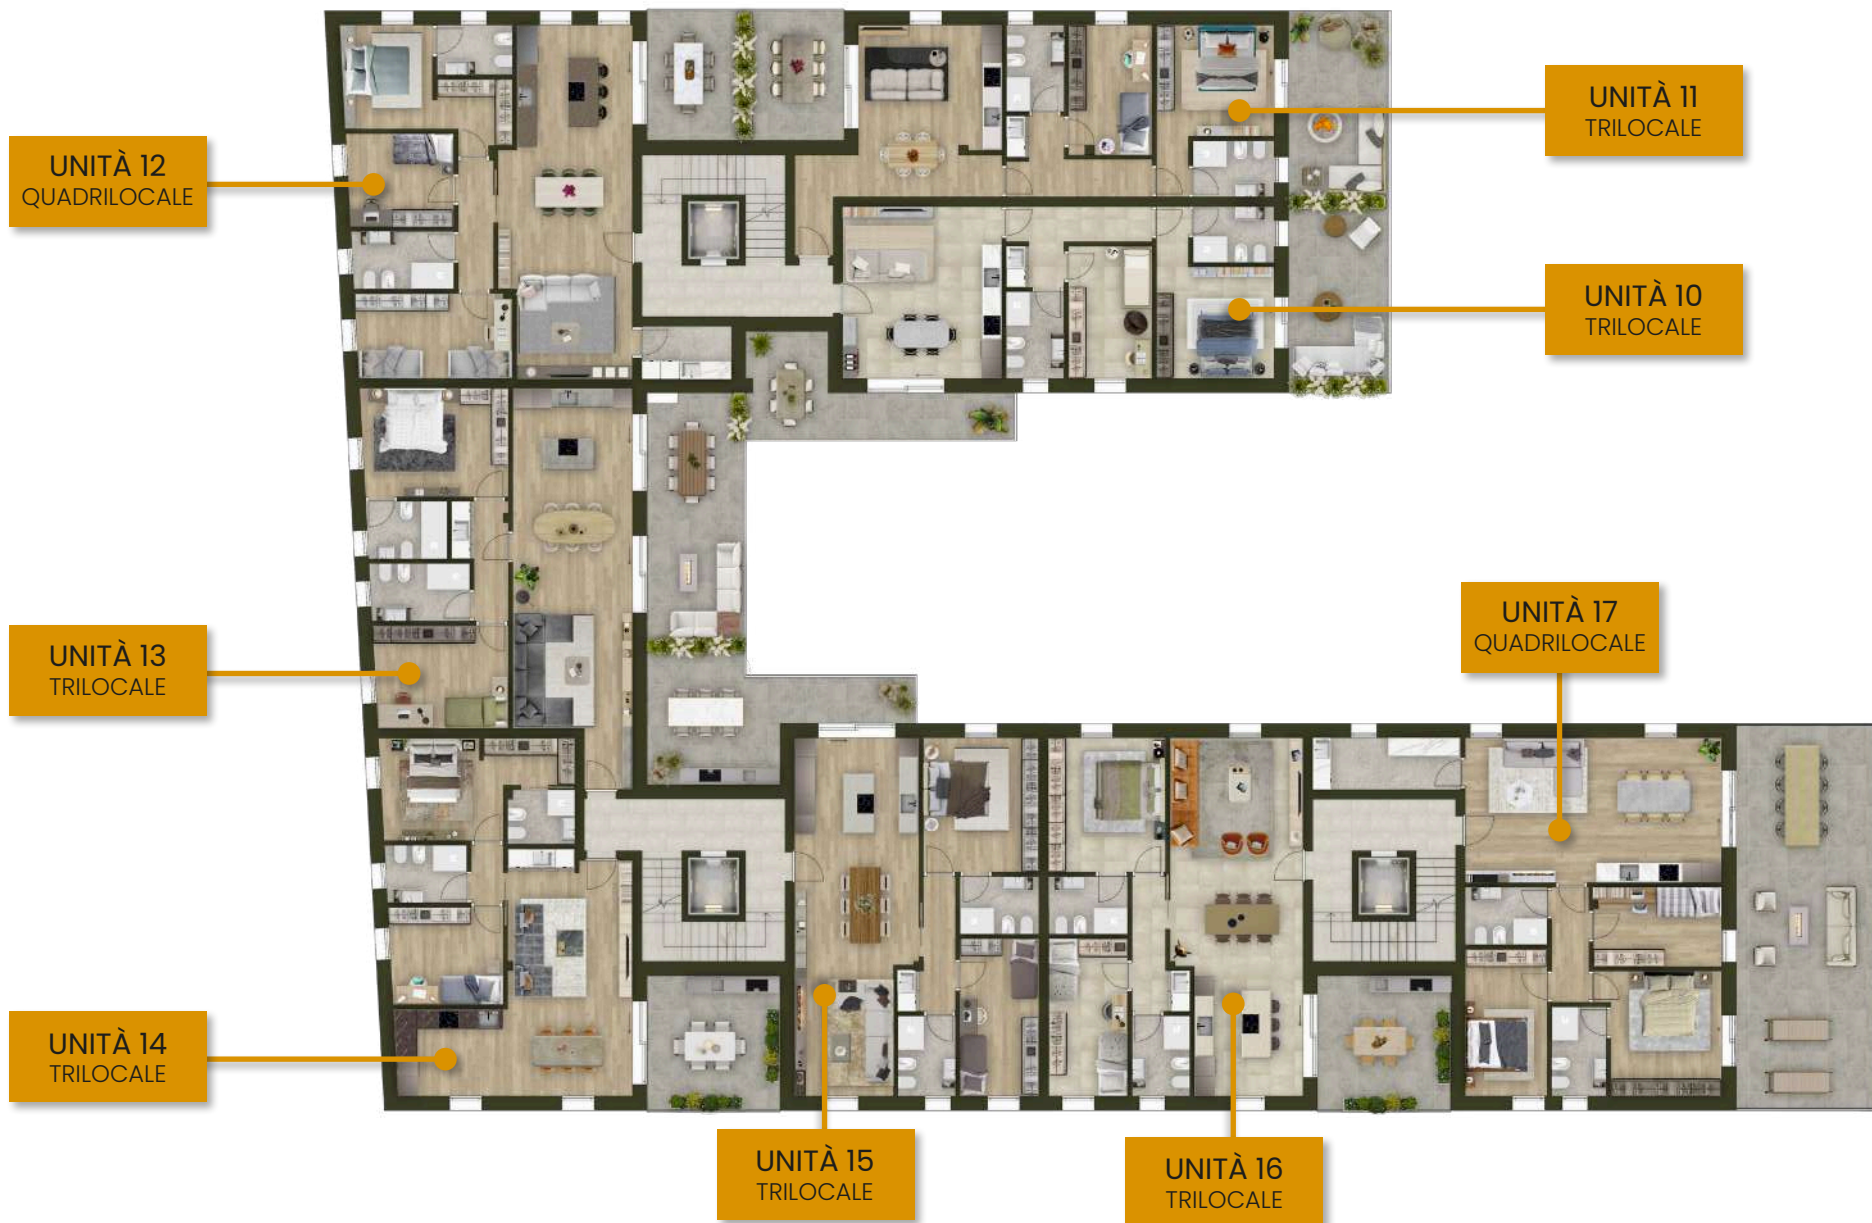 UNITÀ 11
TRILOCALE
UNITÀ 12
QUADRILOCALE
UNITÀ 10
TRILOCALE
UNITÀ 17
QUADRILOCALE
UNITÀ 13
TRILOCALE
UNITÀ 14
TRILOCALE
UNITÀ 15
TRILOCALE
UNITÀ 16
TRILOCALE